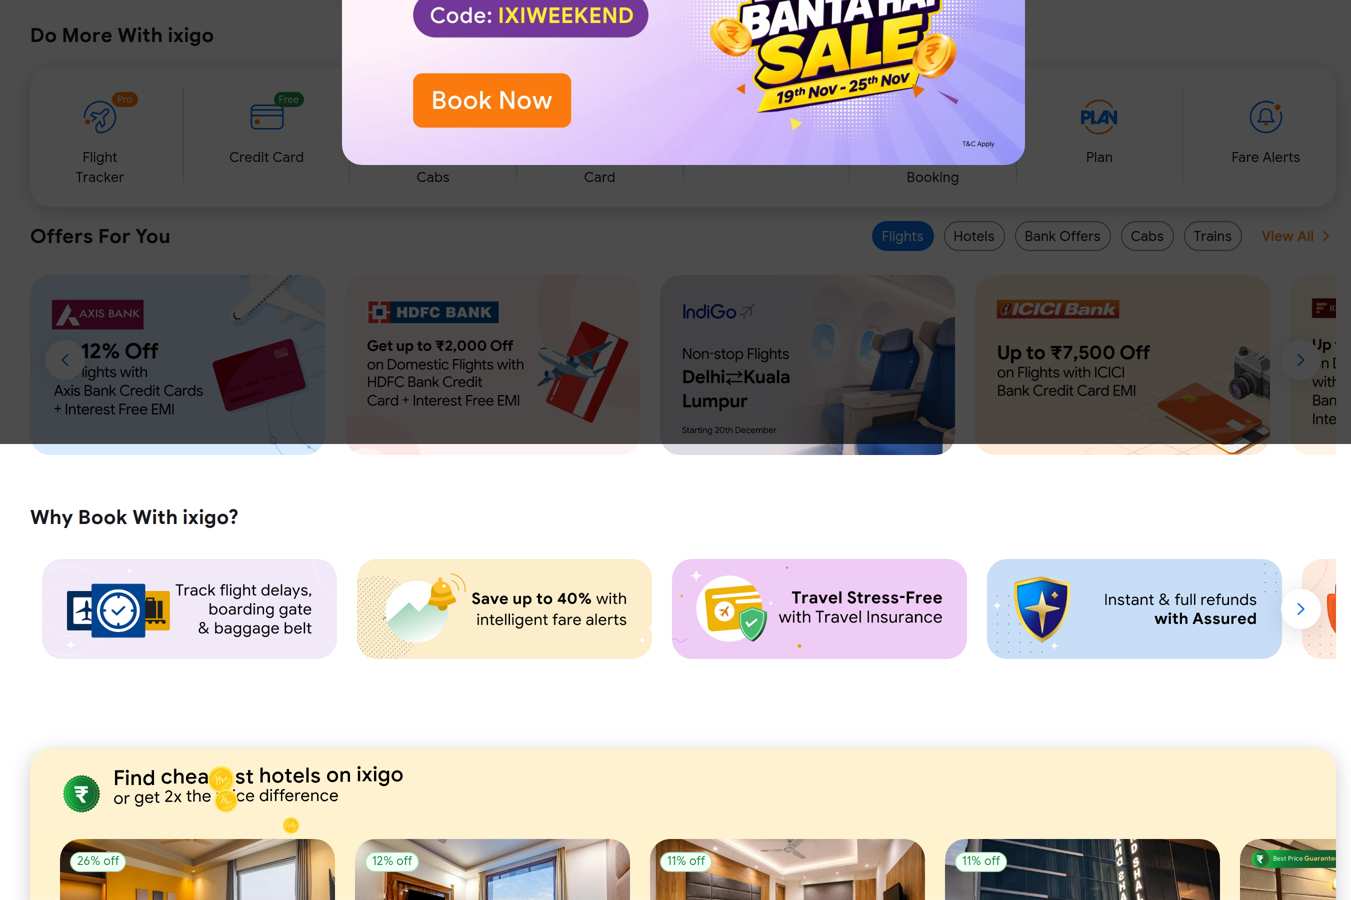 Code: IXIWEEKEND
BANTA HAI
SALE
19th Nov - 25th Nov
Book Now
T&C Apply
Do More With ixigo
Pro
Flight
Tracker
Free
Credit Card
Cabs
Card
Booking
PLAN
Plan
Fare Alerts
Offers For You
Flights
Hotels
Bank Offers
Cabs
Trains
View All
AXIS BANK
12% Off
lights with
Axis Bank Credit Cards
+ Interest Free EMI
HDFC BANK
Get up to ₹2,000 Off
on Domestic Flights with
HDFC Bank Credit
Card + Interest Free EMI
IndiGo
Non-stop Flights
Delhi⇄Kuala
Lumpur
Starting 20th December
ICICI Bank
Up to ₹7,500 Off
on Flights with ICICI
Bank Credit Card EMI
Why Book With ixigo?
Track flight delays,
boarding gate
& baggage belt
Save up to 40% with
intelligent fare alerts
Travel Stress-Free
with Travel Insurance
Instant & full refunds
with Assured
Find cheapest hotels on ixigo
or get 2x the price difference
26% off
12% off
11% off
11% off
Best Price Guarantee